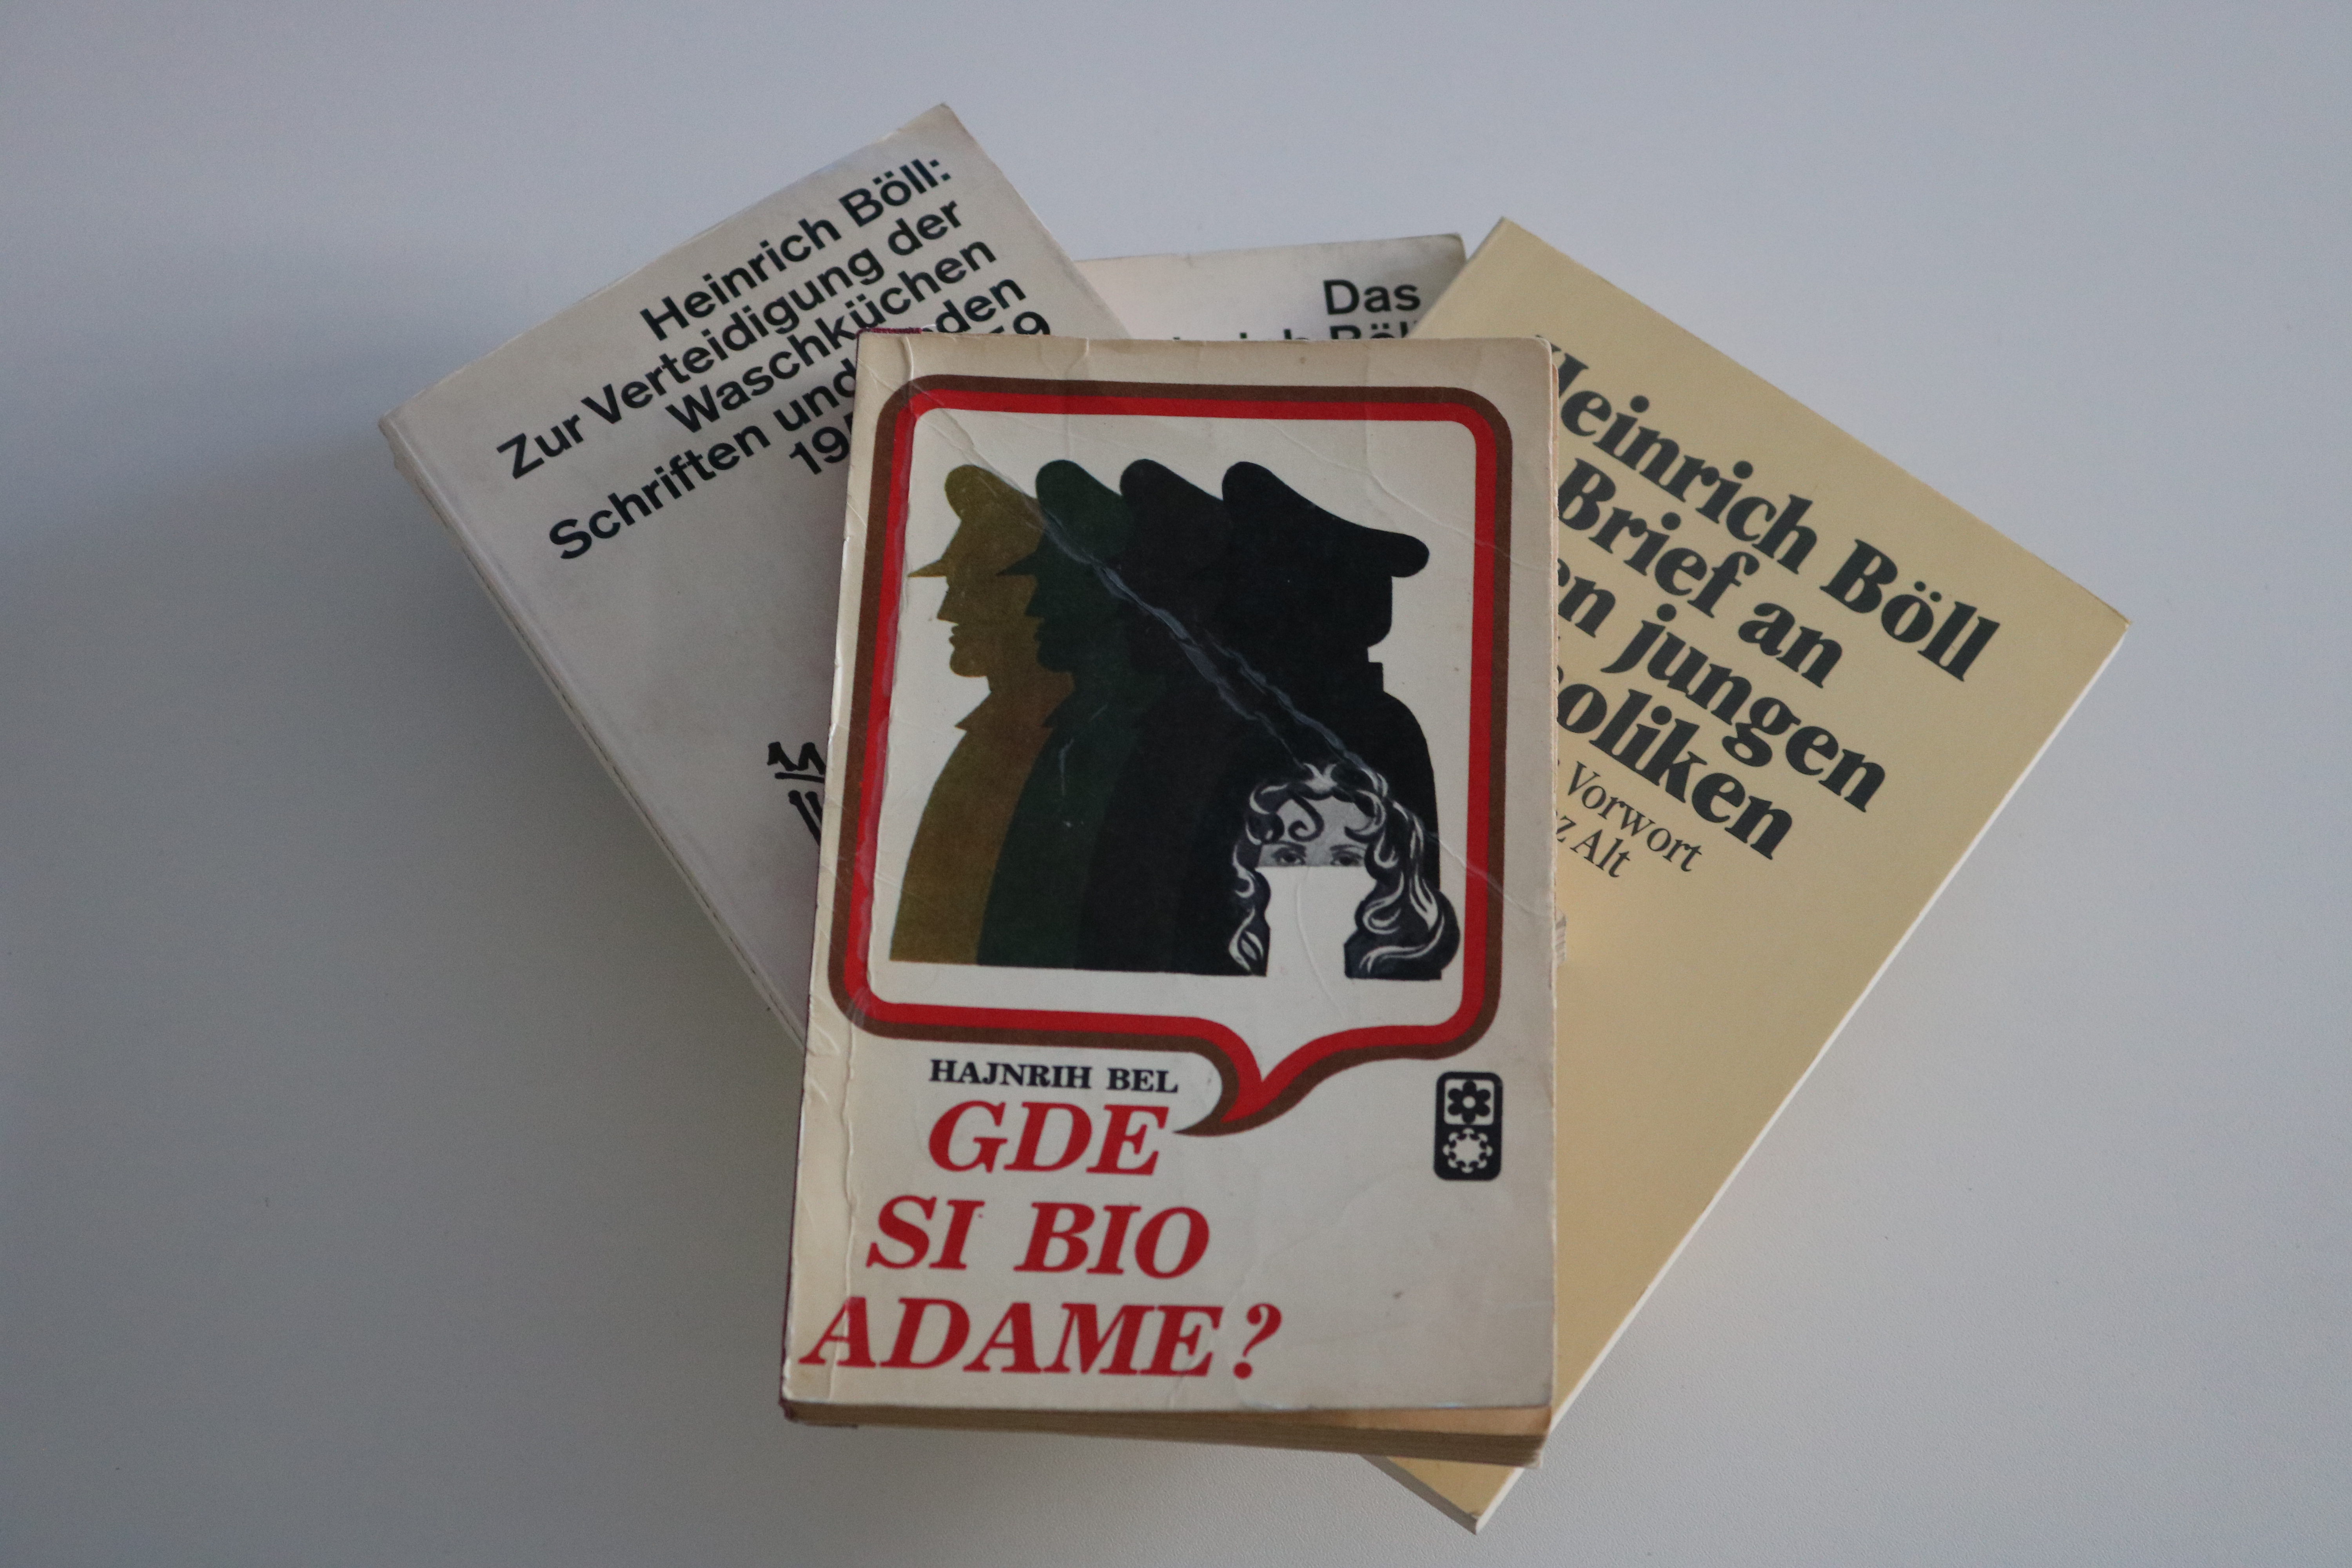 Heinrich Böll:
Zur Verteidigung der
Waschküchen
Schriften und
Das
Böll
Heinrich Böll
Brief an
jungen
Vorwort
Alt
HAJNRIH BEL
GDE
SI BIO
ADAME?